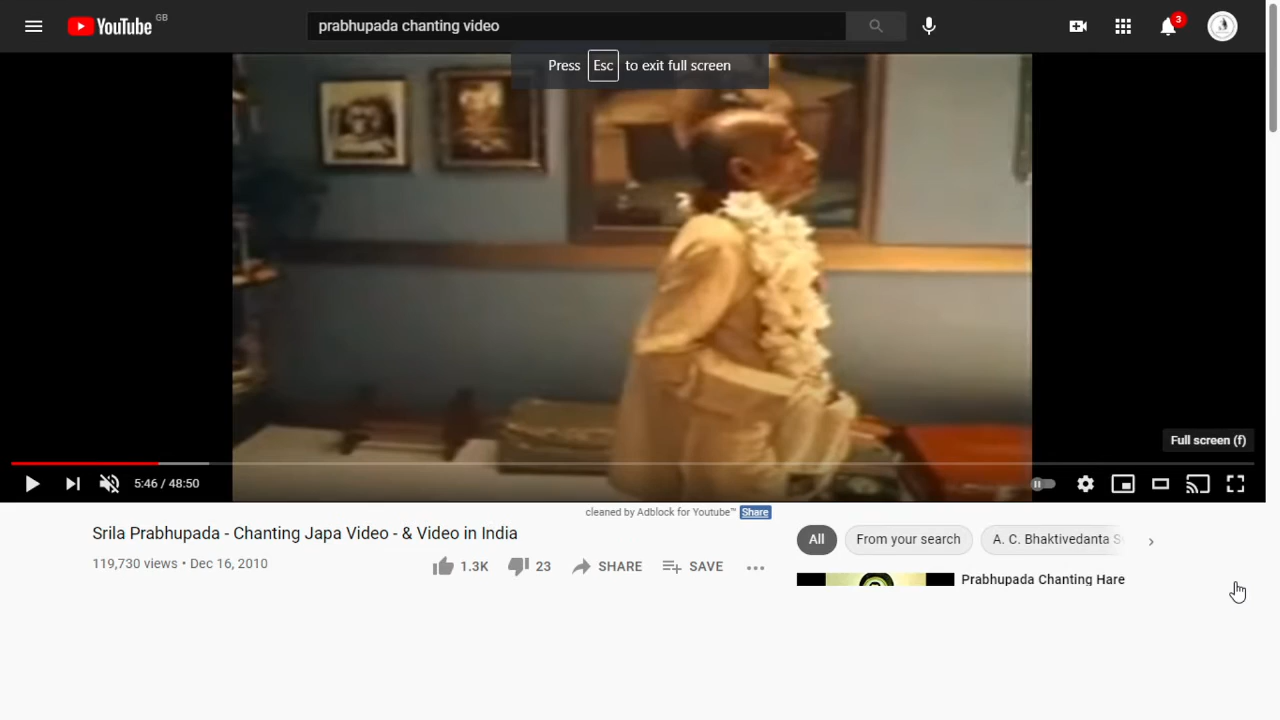 YouTube GB
prabhupada chanting video
3
Press Esc to exit full screen
Full screen (f)
5:46 / 48:50
cleaned by Adblock for Youtube™ Share
Srila Prabhupada - Chanting Japa Video - & Video in India
119,730 views • Dec 16, 2010
1.3K 23 SHARE SAVE
All From your search A. C. Bhaktivedanta
Prabhupada Chanting Hare